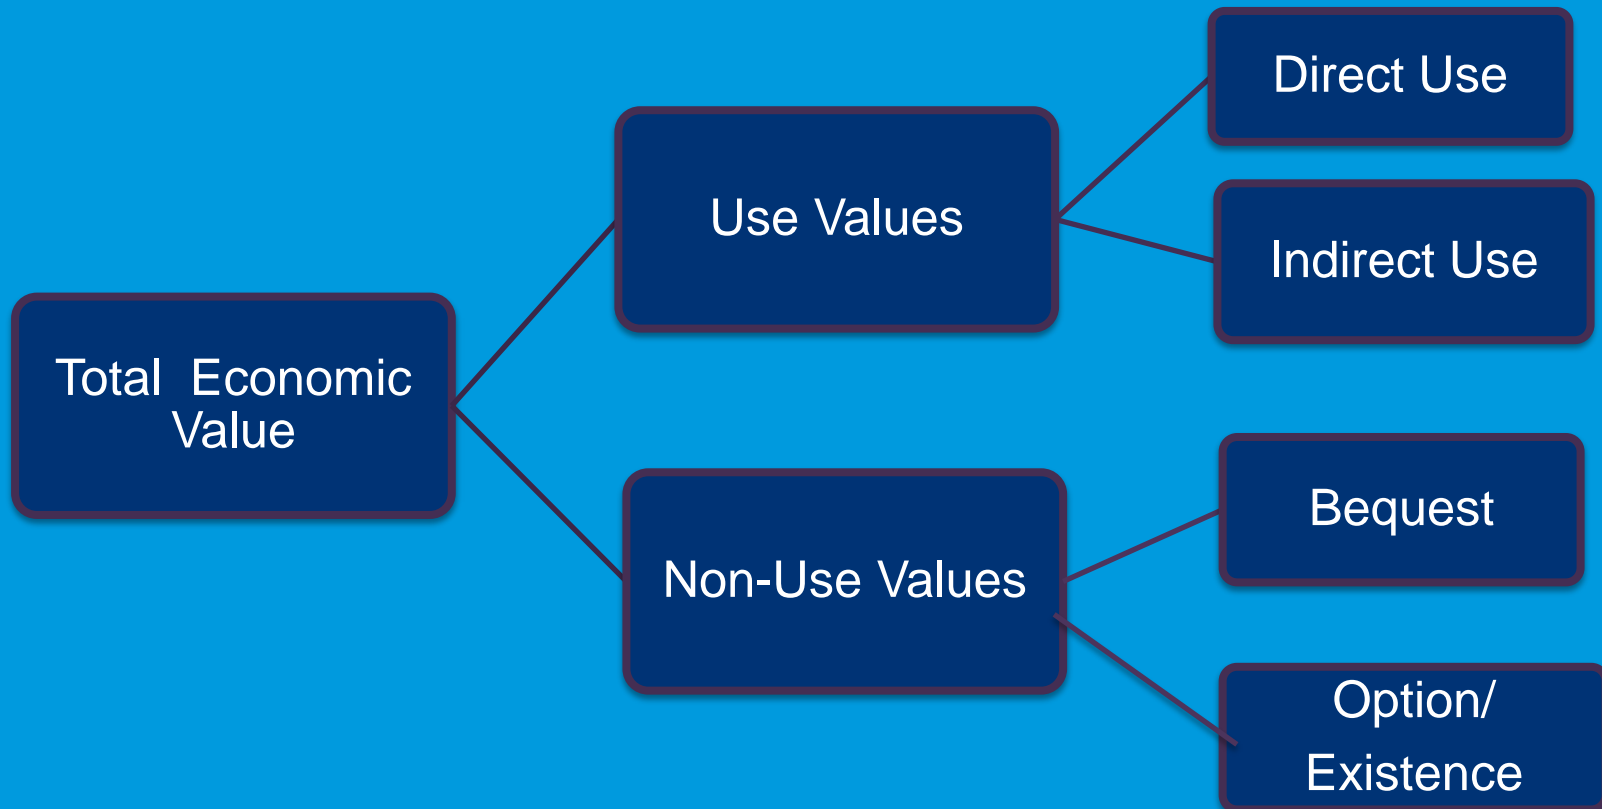 Direct Use
Use Values
Indirect Use
Total  Economic
Value
Bequest
Non-Use Values
Option/
Existence